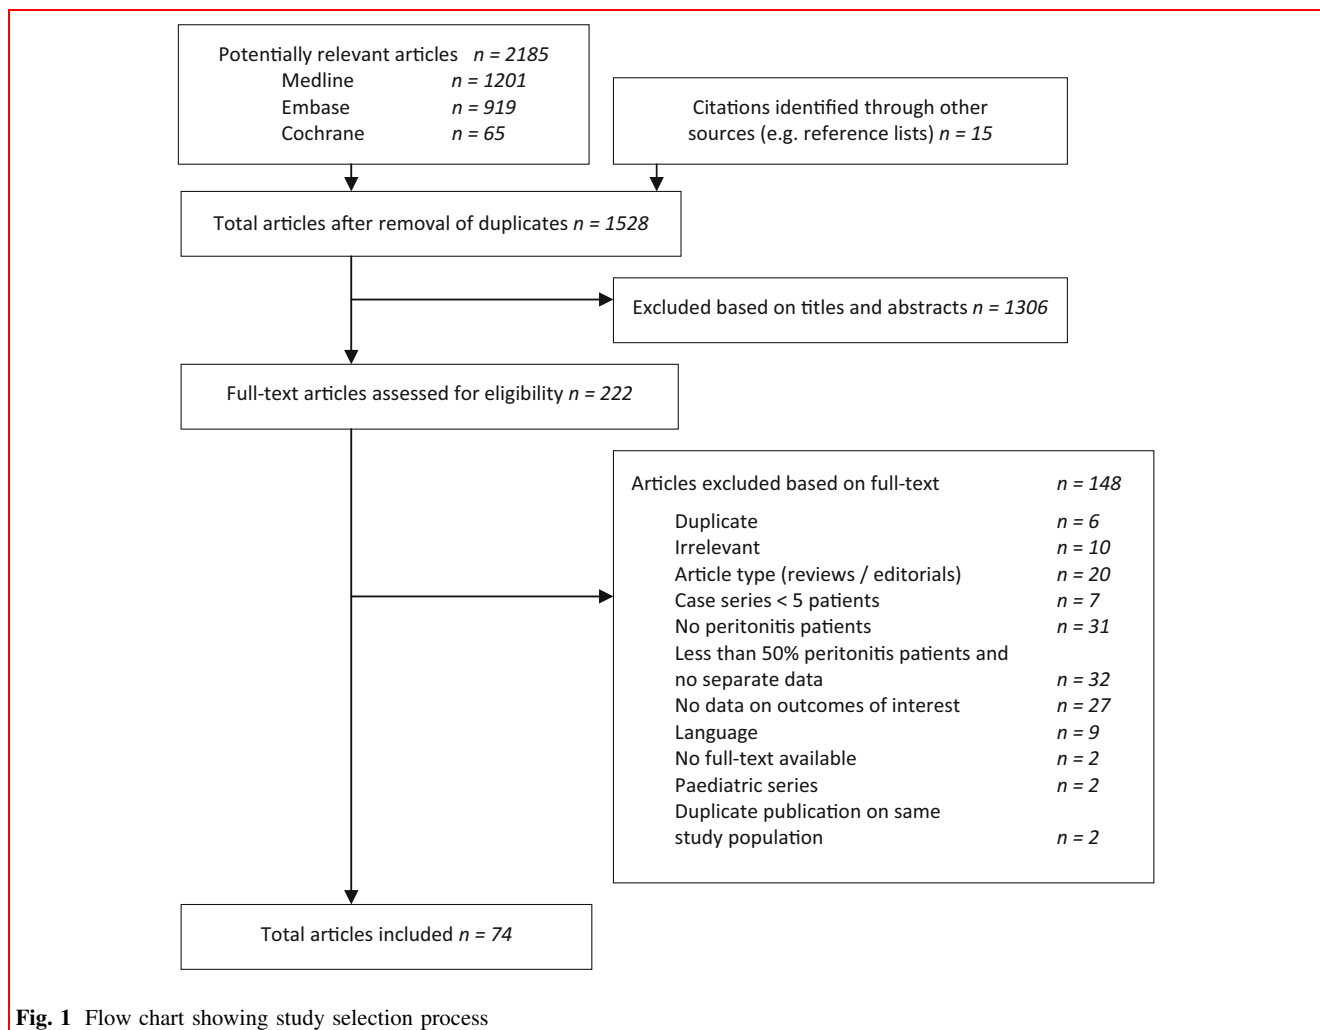 Potentially relevant articles n = 2185
Medline n = 1201
Embase n = 919
Cochrane n = 65
Citations identified through other
sources (e.g. reference lists) n = 15
Total articles after removal of duplicates n = 1528
Excluded based on titles and abstracts n = 1306
Full-text articles assessed for eligibility n = 222
Articles excluded based on full-text n = 148
Duplicate n = 6
Irrelevant n = 10
Article type (reviews / editorials) n = 20
Case series < 5 patients n = 7
No peritonitis patients n = 31
Less than 50% peritonitis patients and
no separate data n = 32
No data on outcomes of interest n = 27
Language n = 9
No full-text available n = 2
Paediatric series n = 2
Duplicate publication on same
study population n = 2
Total articles included n = 74
Fig. 1 Flow chart showing study selection process